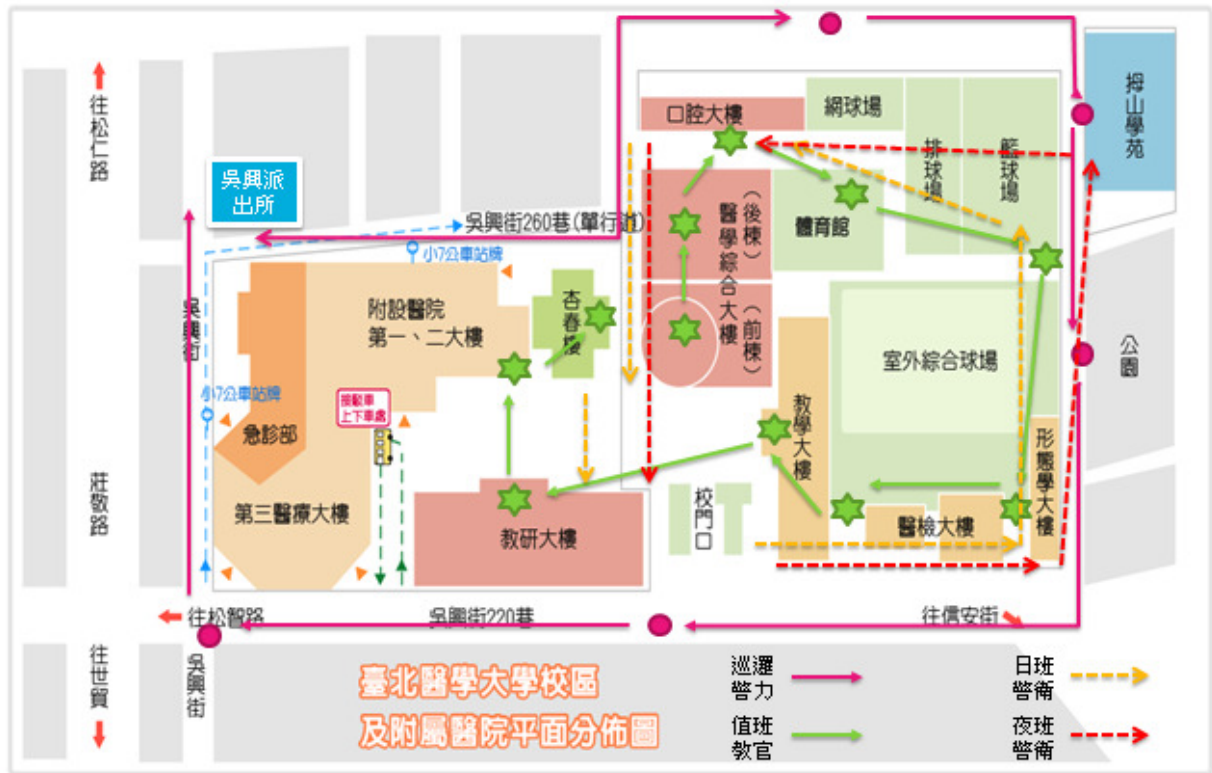 往松仁路
吳興派
出所
吳興街260巷(單行道)
小7公車站牌
口腔大樓
網球場
排球場
籃球場
拇山學苑
醫學綜合大樓
(後棟)
(前棟)
體育館
附設醫院
第一、二大樓
杏春樓
吳興街
小7公車站牌
接駁車
上下車處
急診部
室外綜合球場
公園
教學大樓
形態學大樓
莊敬路
第三醫療大樓
教研大樓
校門口
醫檢大樓
往松智路
吳興街220巷
往信安街
往世貿
吳興街
臺北醫學大學校區
及附屬醫院平面分佈圖
巡邏
警力
日班
警衛
值班
教官
夜班
警衛